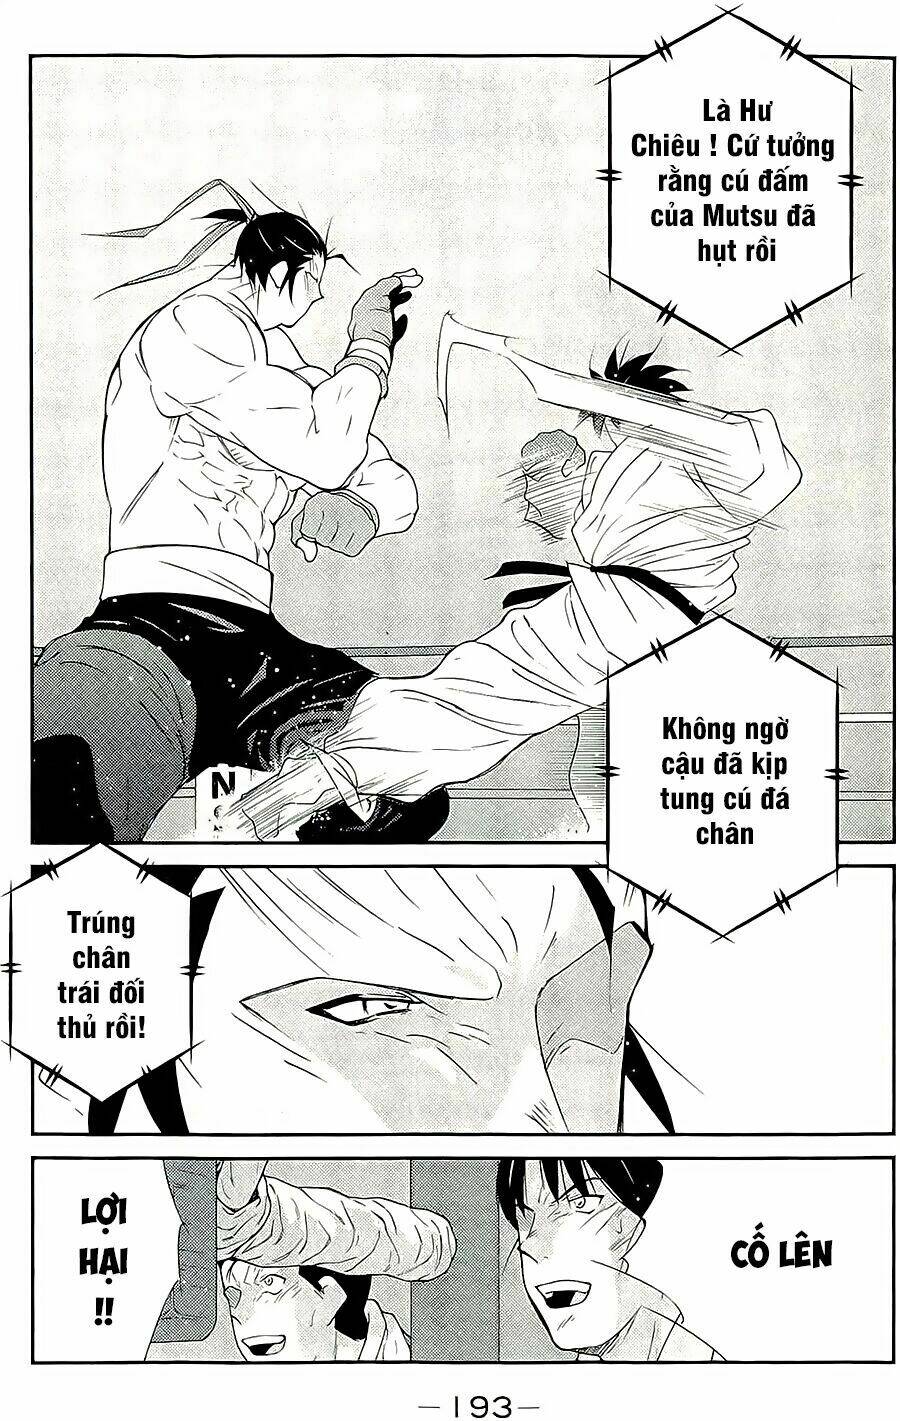 Là Hư
Chiêu ! Cứ tưởng
rằng cú đấm
của Mutsu đã
hụt rồi
Không ngờ
cậu đã kịp
tung cú đá
chân
N
Trúng
chân
trái đối
thủ rồi!
LỢI
HẠI
!!
CỐ LÊN
—193—